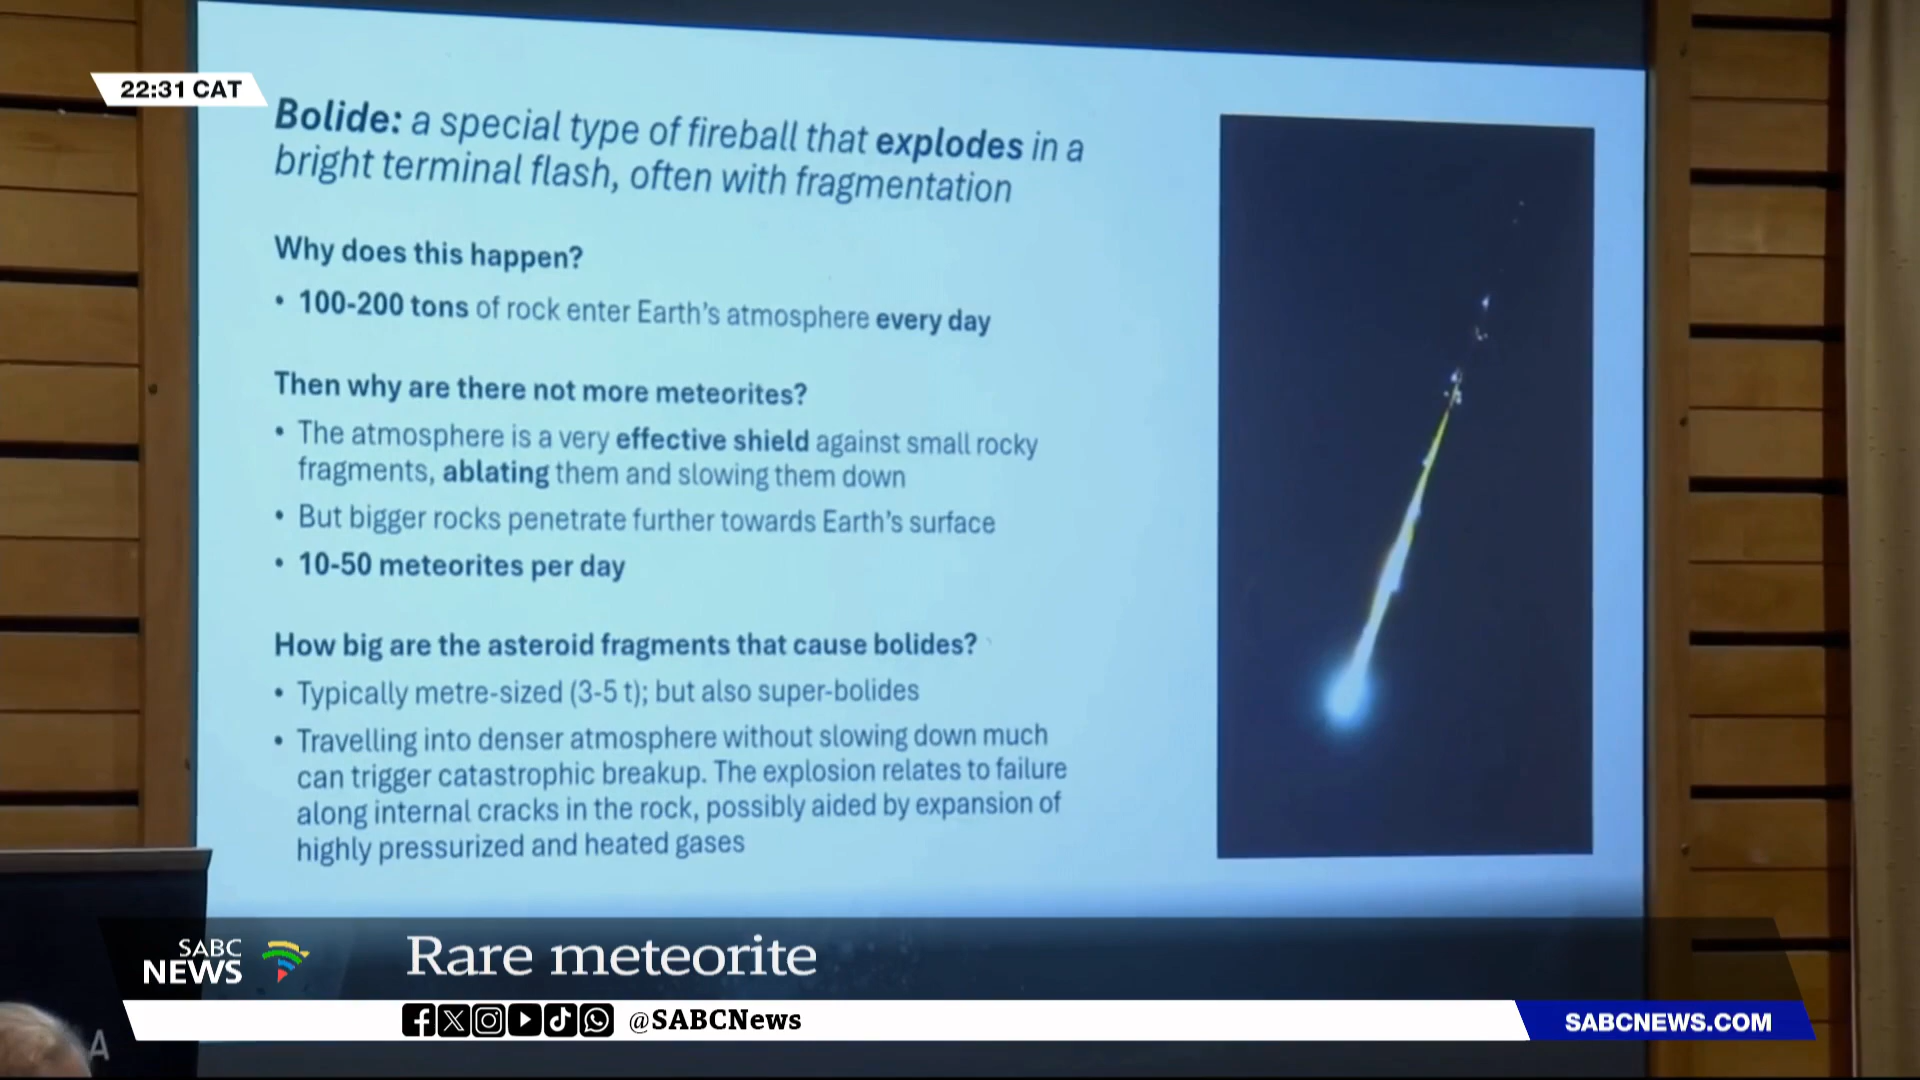 22:31 CAT
Bolide: a special type of fireball that explodes in a
bright terminal flash, often with fragmentation
Why does this happen?
• 100-200 tons of rock enter Earth's atmosphere every day
Then why are there not more meteorites?
• The atmosphere is a very effective shield against small rocky
fragments, ablating them and slowing them down
• But bigger rocks penetrate further towards Earth's surface
• 10-50 meteorites per day
How big are the asteroid fragments that cause bolides?
• Typically metre-sized (3-5 t); but also super-bolides
• Travelling into denser atmosphere without slowing down much
can trigger catastrophic breakup. The explosion relates to failure
along internal cracks in the rock, possibly aided by expansion of
highly pressurized and heated gases
SABC
NEWS
Rare meteorite
@SABCNews
SABCNEWS.COM
A